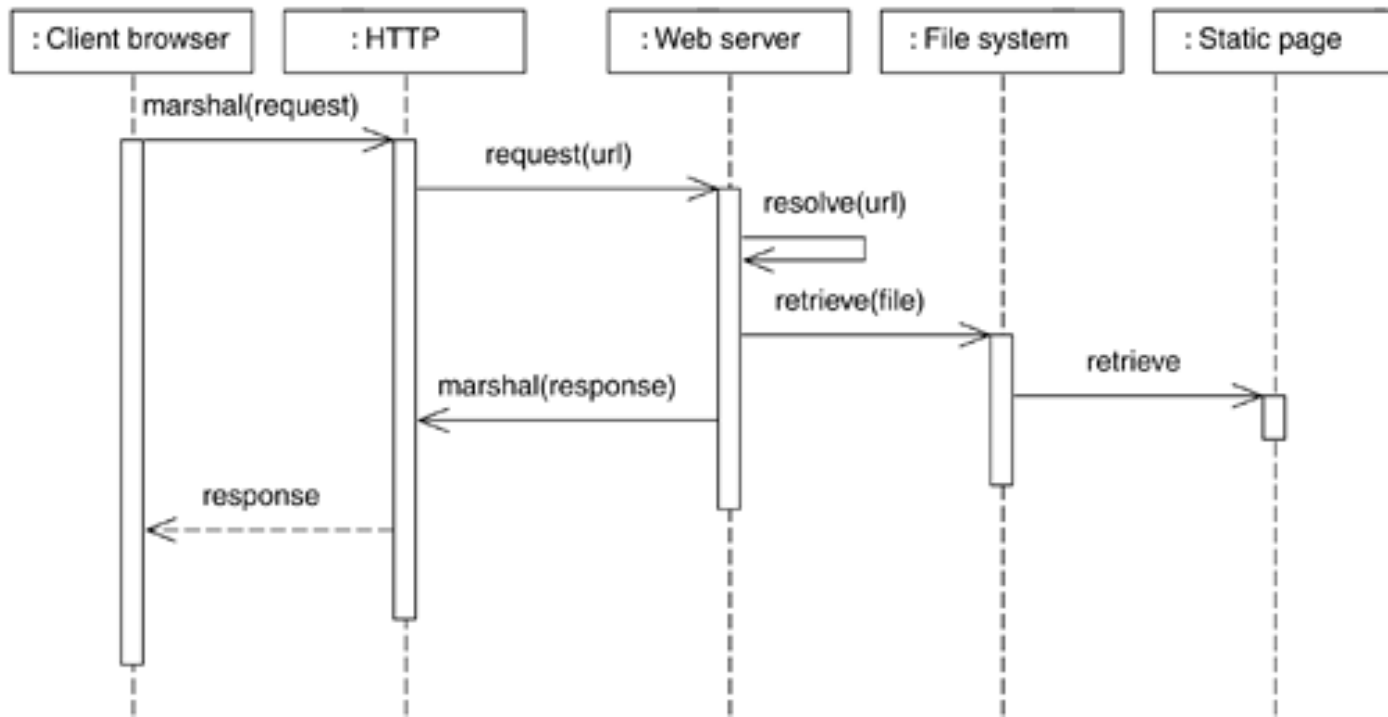 : Client browser
: HTTP
: Web server
: File system
: Static page
marshal(request)
request(url)
resolve(url)
retrieve(file)
retrieve
marshal(response)
response